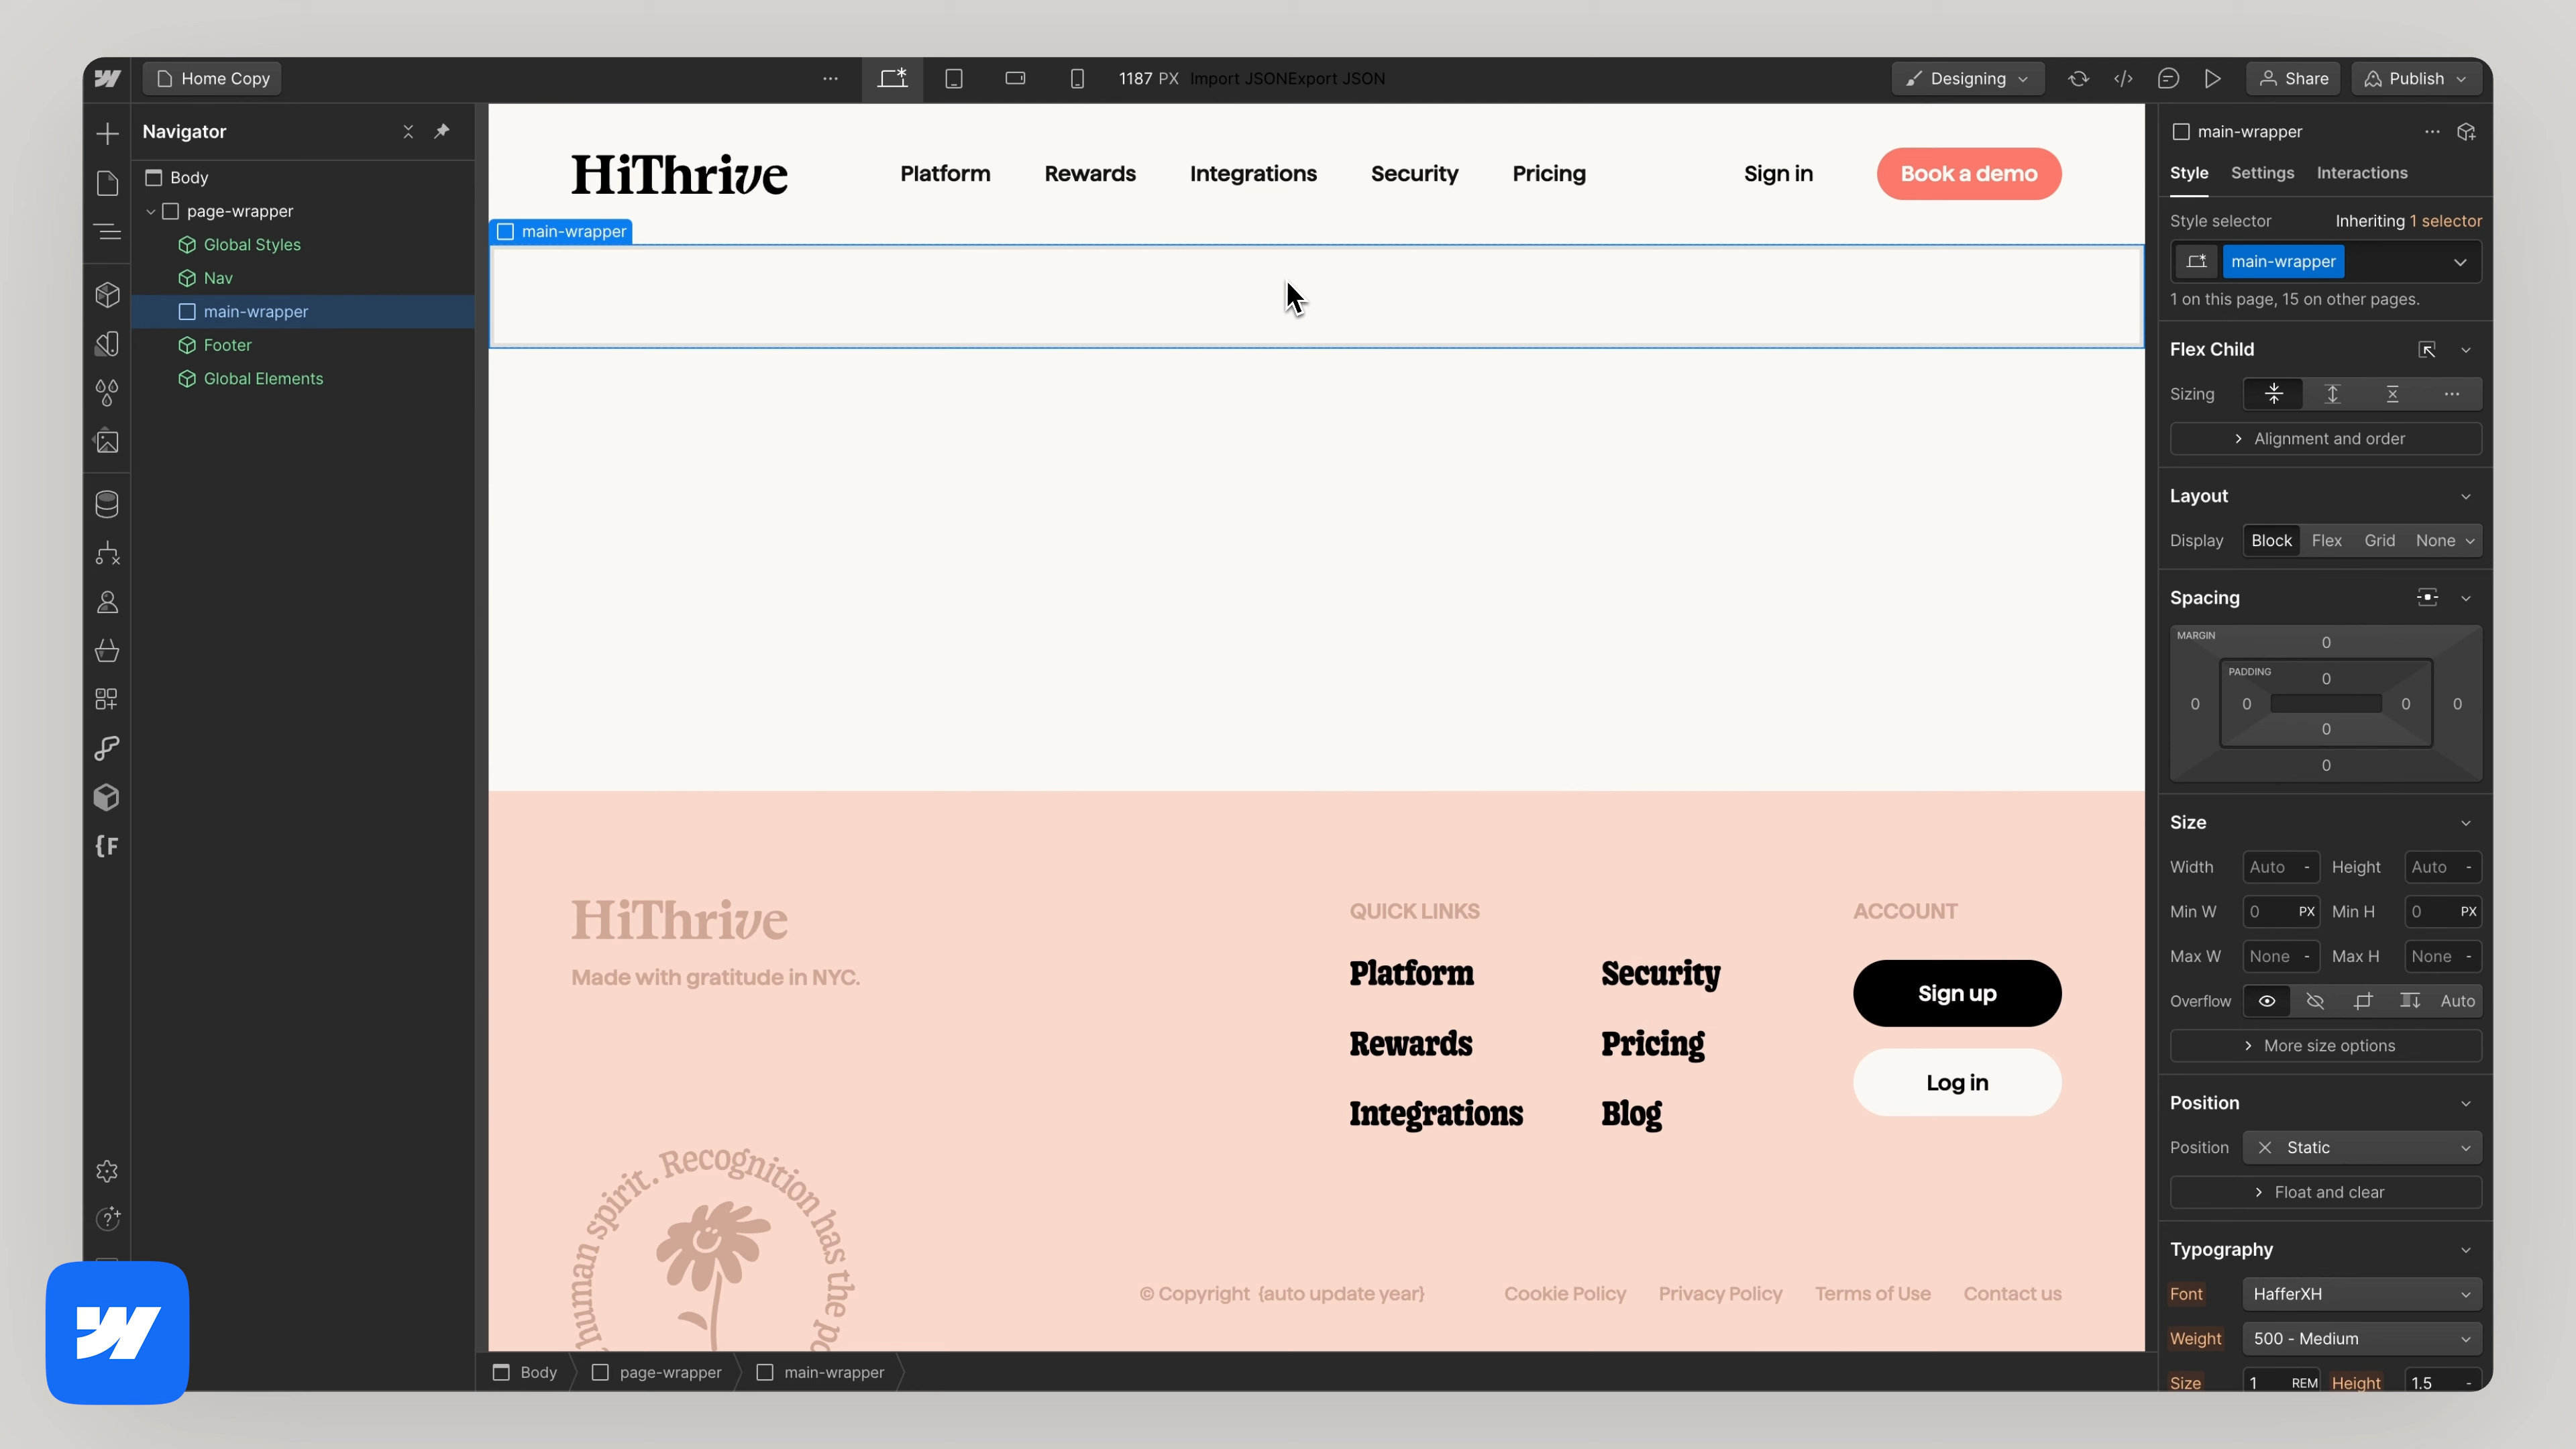 Home Copy
1187 PX Import JSONExport JSON
Designing
Share
Publish
Navigator
Body
page-wrapper
Global Styles
Nav
main-wrapper
Footer
Global Elements
{F
HiThrive
Platform Rewards Integrations Security Pricing
Sign in
Book a demo
main-wrapper
HiThrive
Made with gratitude in NYC.
QUICK LINKS
Platform
Rewards
Integrations
Security
Pricing
Blog
ACCOUNT
Sign up
Log in
human spirit. Recognition has the po
© Copyright {auto update year}
Cookie Policy Privacy Policy Terms of Use Contact us
Body page-wrapper main-wrapper
main-wrapper
Style Settings Interactions
Style selector Inheriting 1 selector
main-wrapper
1 on this page, 15 on other pages.
Flex Child
Sizing
Alignment and order
Layout
Display Block Flex Grid None
Spacing
MARGIN
0
PADDING
0
0 0 0 0
0
0
Size
Width Auto - Height Auto -
Min W 0 PX Min H 0 PX
Max W None - Max H None -
Overflow Auto
More size options
Position
Position Static
Float and clear
Typography
Font HafferXH
Weight 500 - Medium
Size 1 REM Height 1.5 -